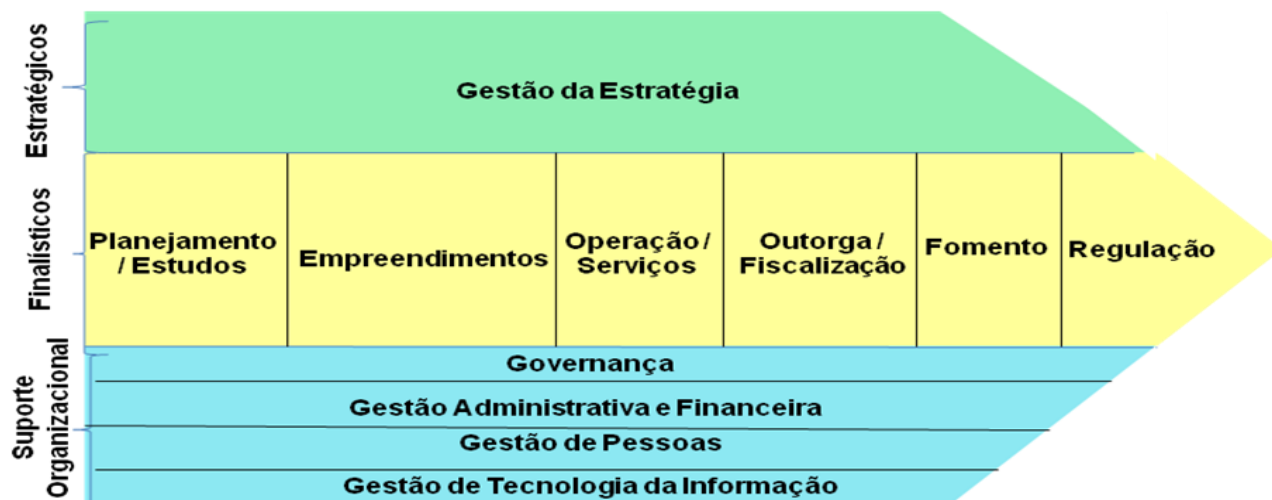 Estratégicos
Gestão da Estratégia
Finalísticos
Planejamento
/ Estudos
Empreendimentos
Operação /
Serviços
Outorga /
Fiscalização
Fomento
Regulação
Suporte
Organizacional
Governança
Gestão Administrativa e Financeira
Gestão de Pessoas
Gestão de Tecnologia da Informação